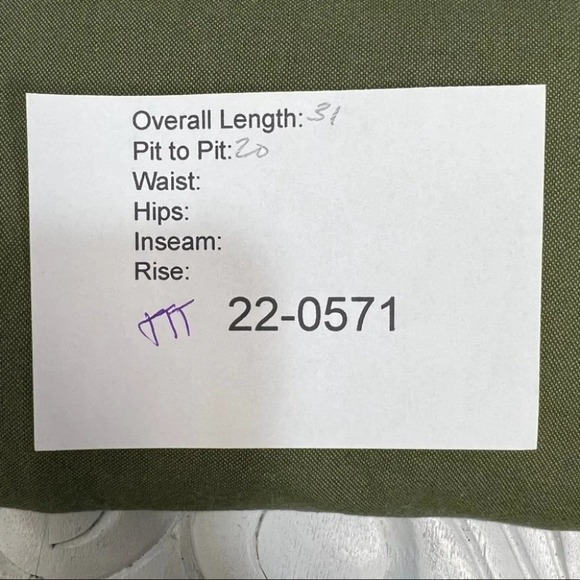 Overall Length: 31
Pit to Pit: 20
Waist:
Hips:
Inseam:
Rise:
22-0571